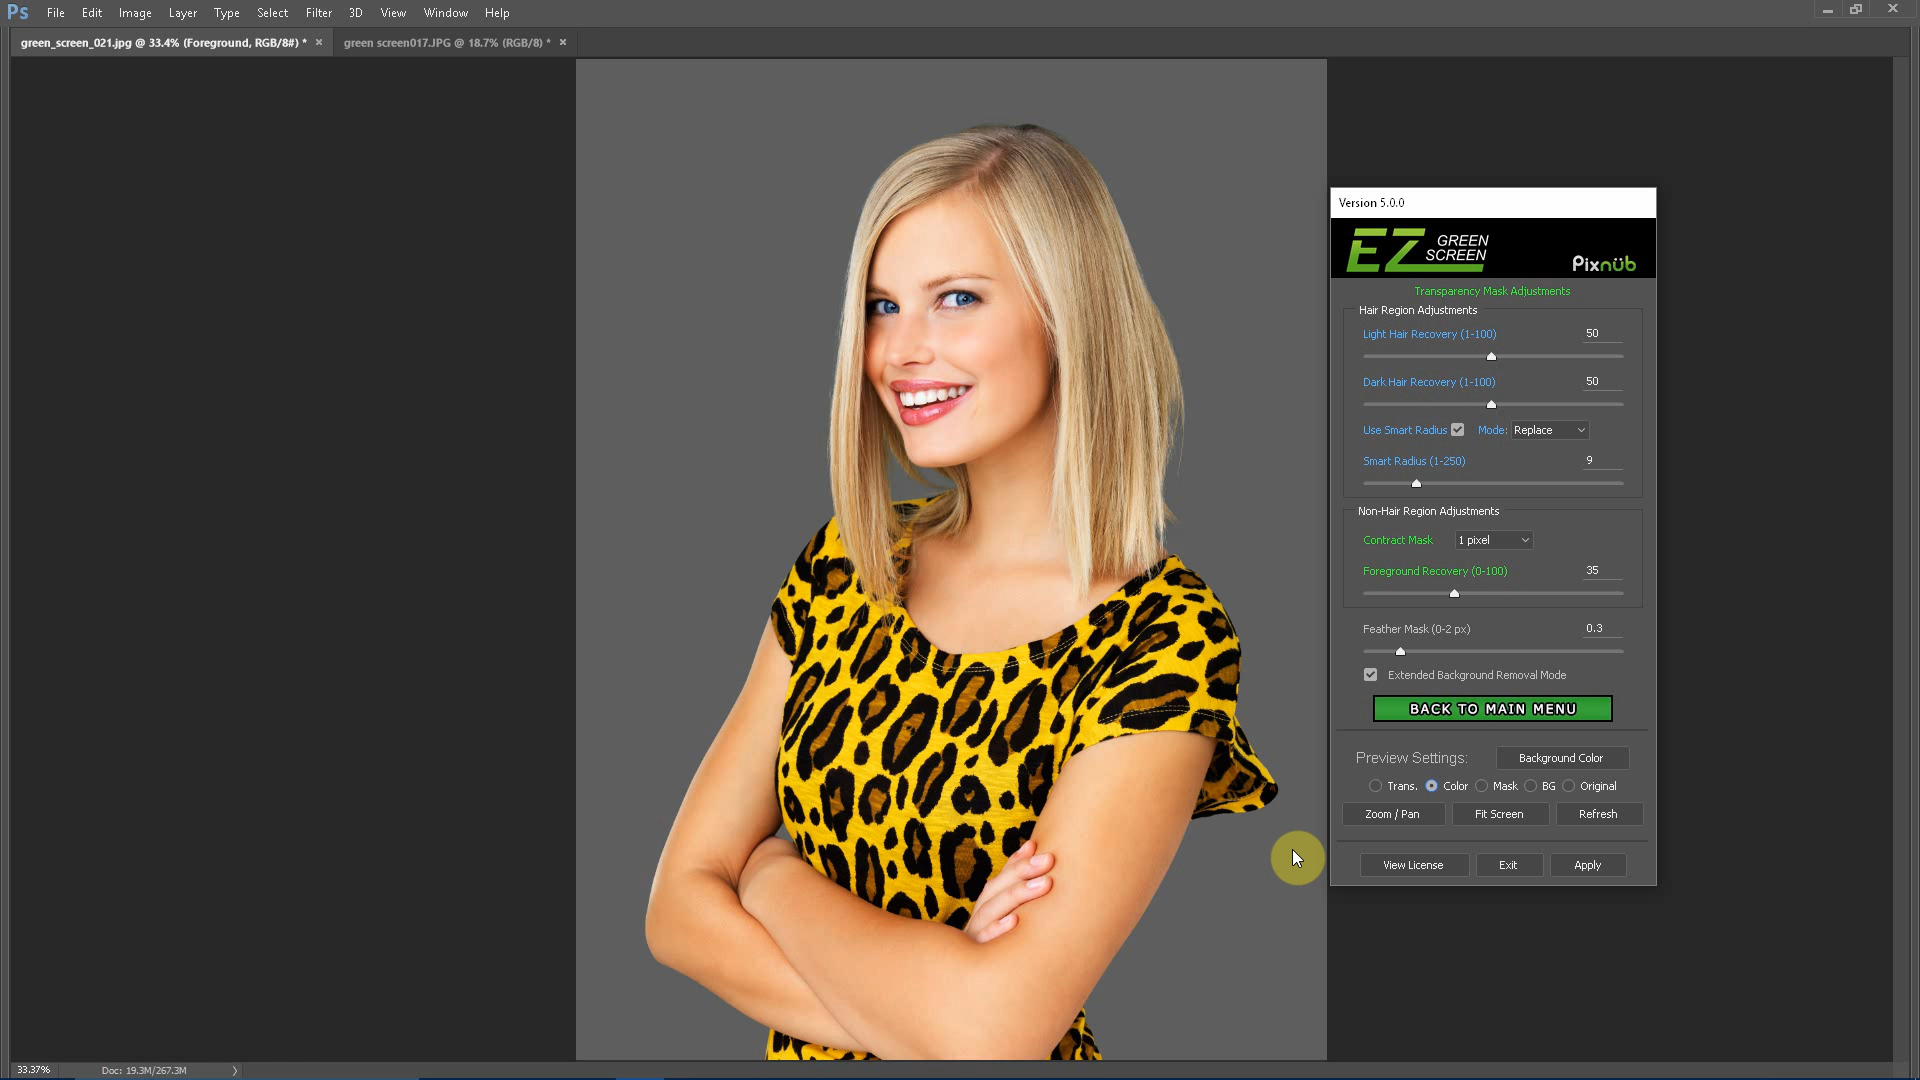 Ps File Edit Image Layer Type Select Filter 3D View Window Help
green_screen_021.jpg @ 33.4% (Foreground, RGB/8#) * × green screen017.JPG @ 18.7% (RGB/8) * ×
Version 5.0.0
EZ GREEN SCREEN Pixnüb
Transparency Mask Adjustments
Hair Region Adjustments
Light Hair Recovery (1-100) 50
Dark Hair Recovery (1-100) 50
Use Smart Radius Mode: Replace
Smart Radius (1-250) 9
Non-Hair Region Adjustments
Contract Mask 1 pixel
Foreground Recovery (0-100) 35
Feather Mask (0-2 px) 0.3
Extended Background Removal Mode
BACK TO MAIN MENU
Preview Settings: Background Color
Trans. Color Mask BG Original
Zoom / Pan Fit Screen Refresh
View License Exit Apply
33.37% Doc: 19.3M/267.3M